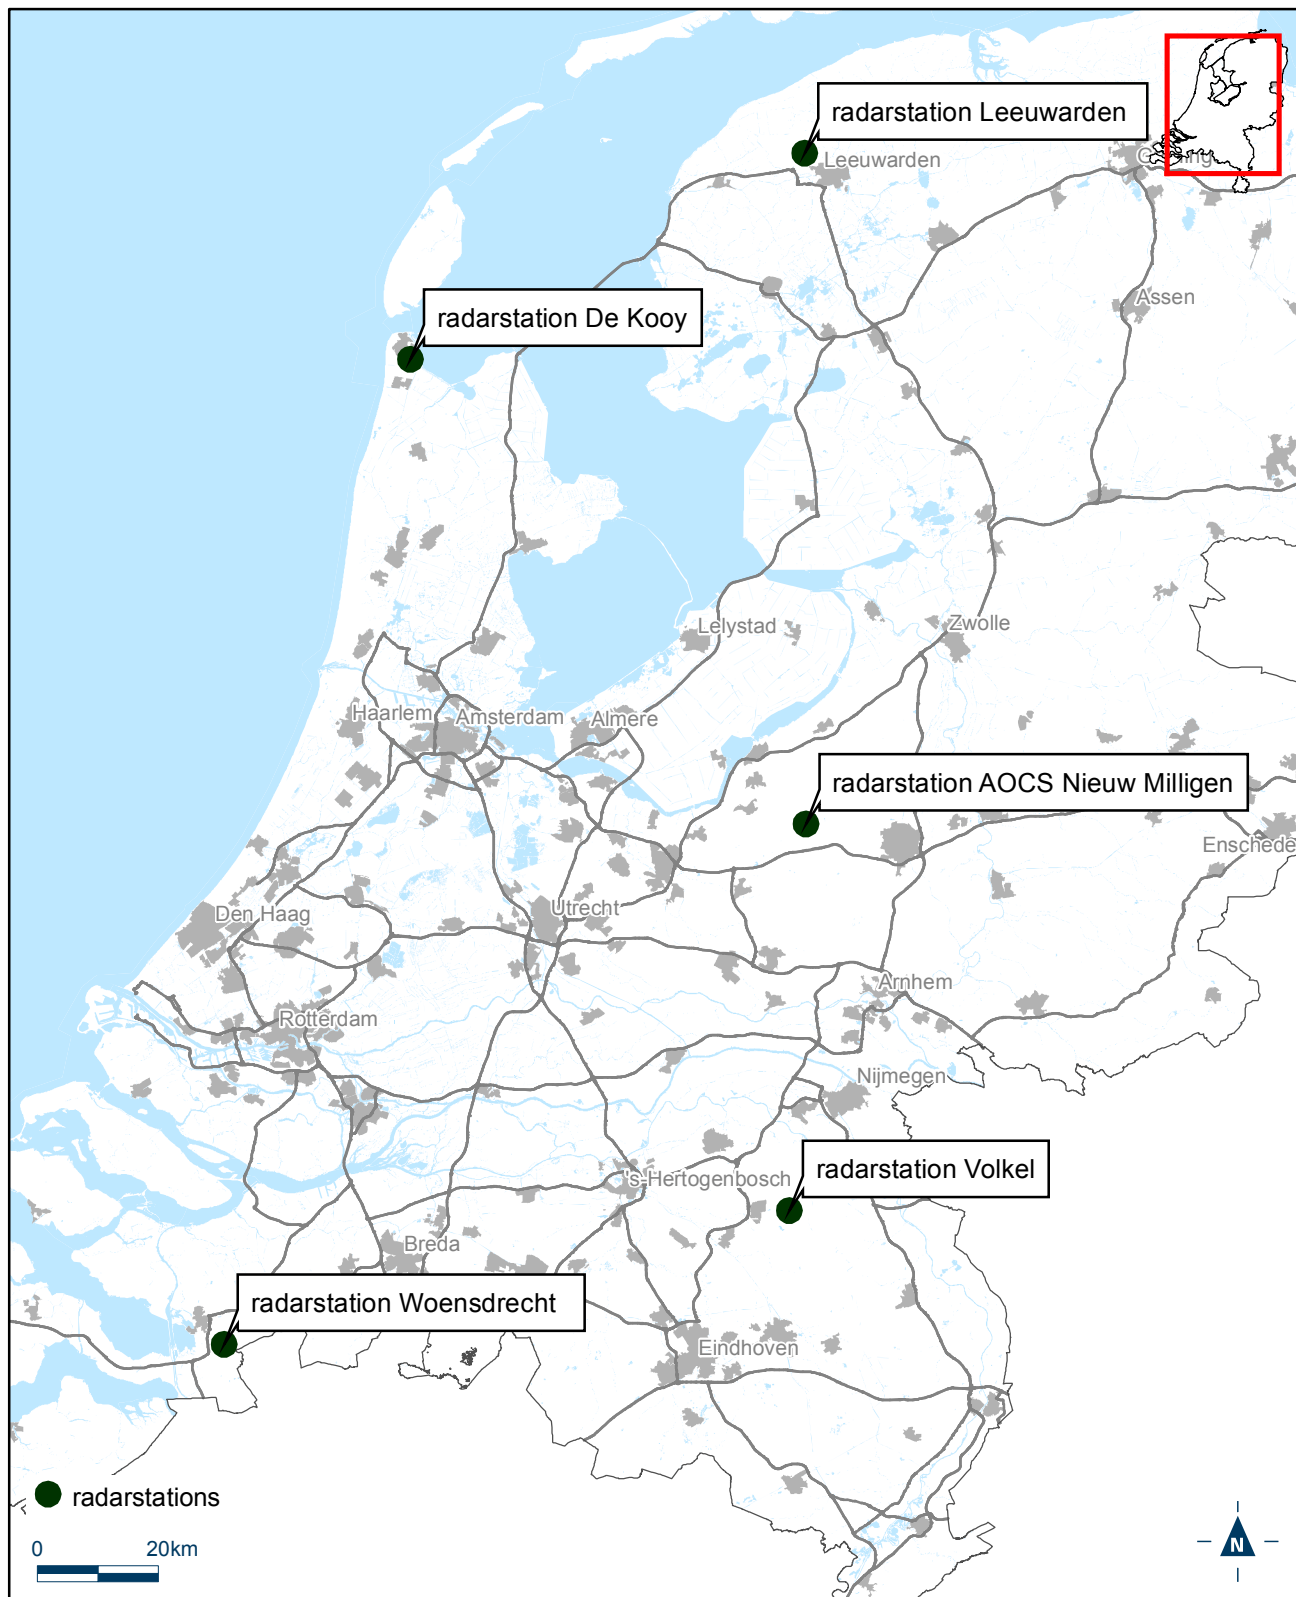 radarstation Leeuwarden
Leeuwarden
radarstation De Kooy
Assen
Zwolle
Lelystad
Haarlem
Amsterdam
Almere
radarstation AOCS Nieuw Milligen
Enschede
Den Haag
Utrecht
Arnhem
Rotterdam
Nijmegen
radarstation Volkel
's-Hertogenbosch
Breda
radarstation Woensdrecht
Eindhoven
radarstations
0 20km
N